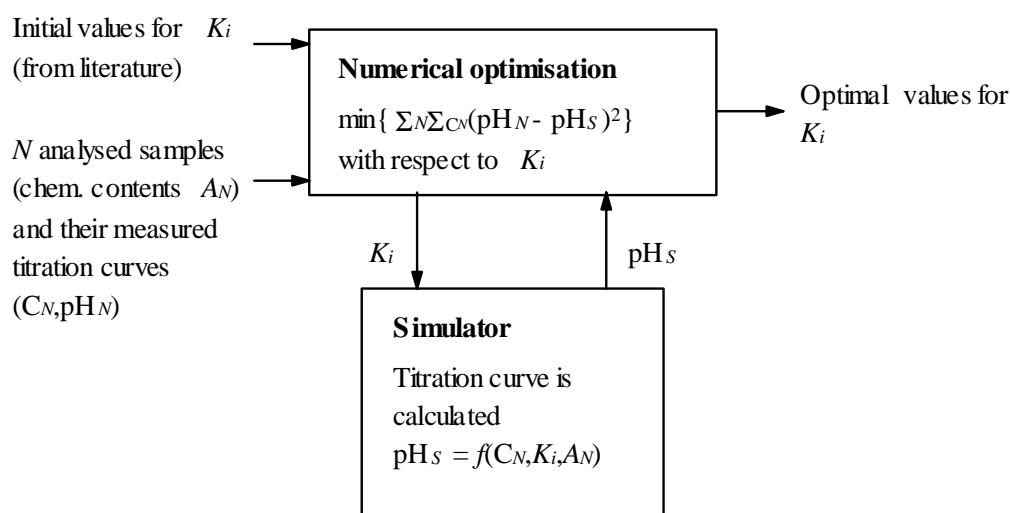 Initial values for Ki
(from literature)
N analysed samples
(chem. contents AN)
and their measured
titration curves
(CN,pHN)
Numerical optimisation
min{ ΣNΣCN(pHN- pHS)2}
with respect to Ki
Optimal values for
Ki
Ki
pHS
Simulator
Titration curve is
calculated
pHS = f(CN,Ki,AN)